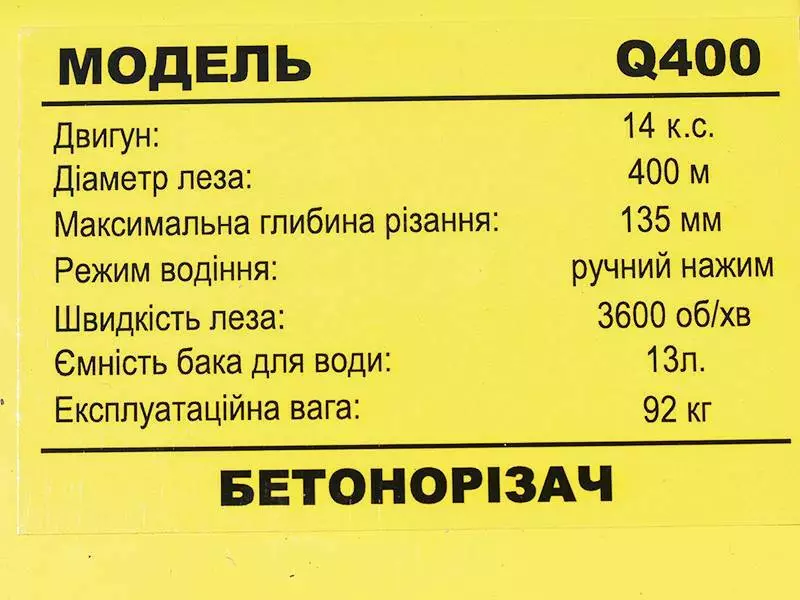 МОДЕЛЬ Q400
Двигун: 14 к.с.
Діаметр леза: 400 м
Максимальна глибина різання: 135 мм
Режим водіння: ручний нажим
Швидкість леза: 3600 об/хв
Ємність бака для води: 13л.
Експлуатаційна вага: 92 кг
БЕТОНОРІЗАЧ